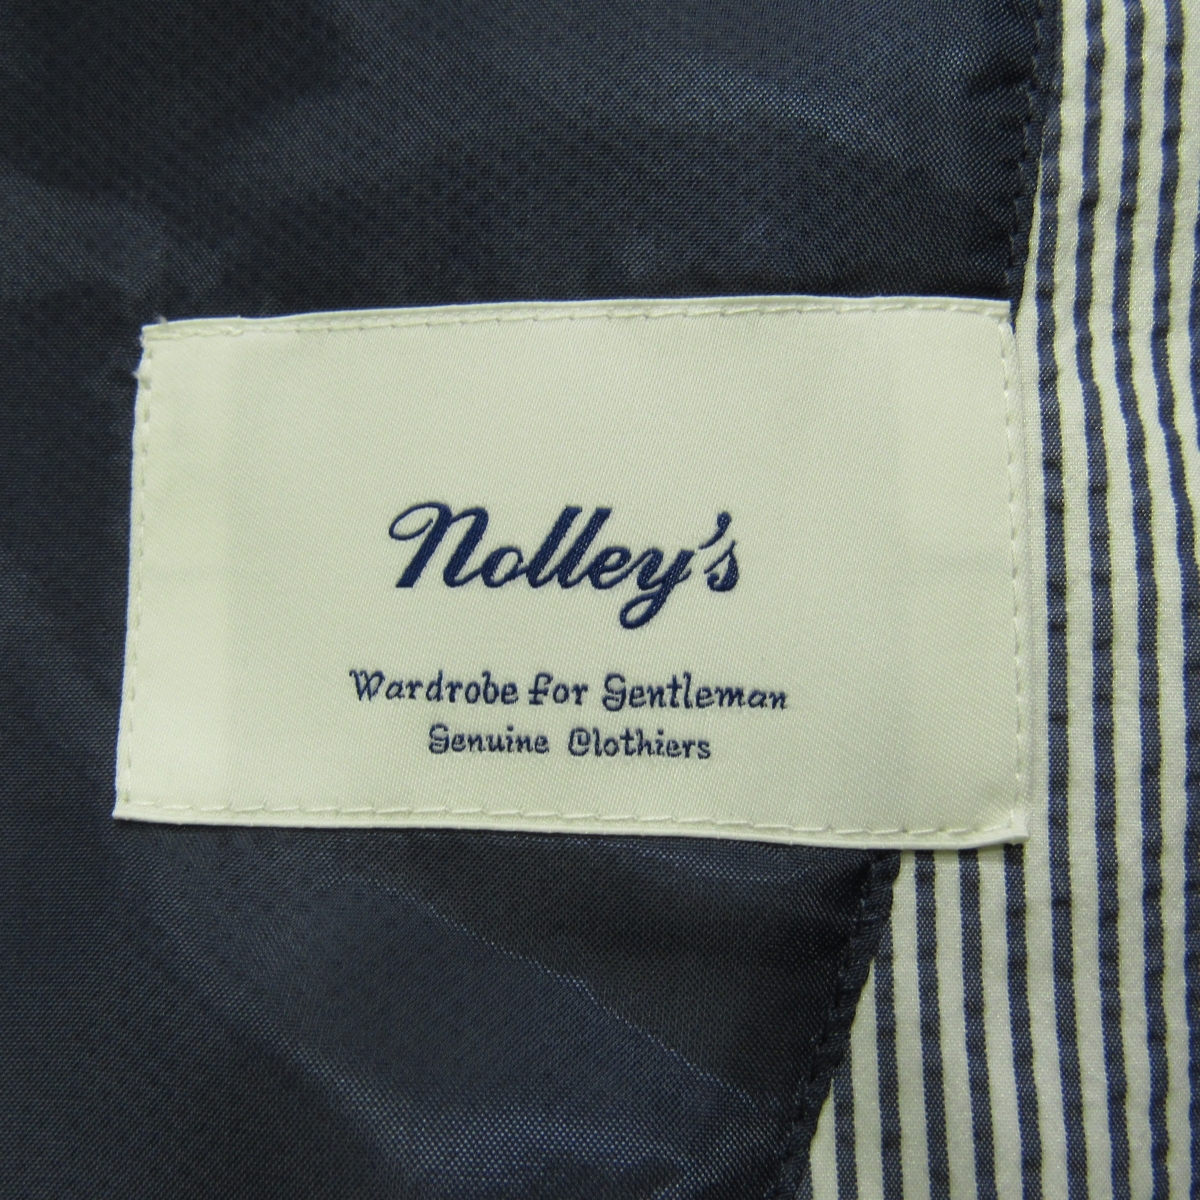 Nolley's
Wardrobe for Gentleman
Genuine Clothiers